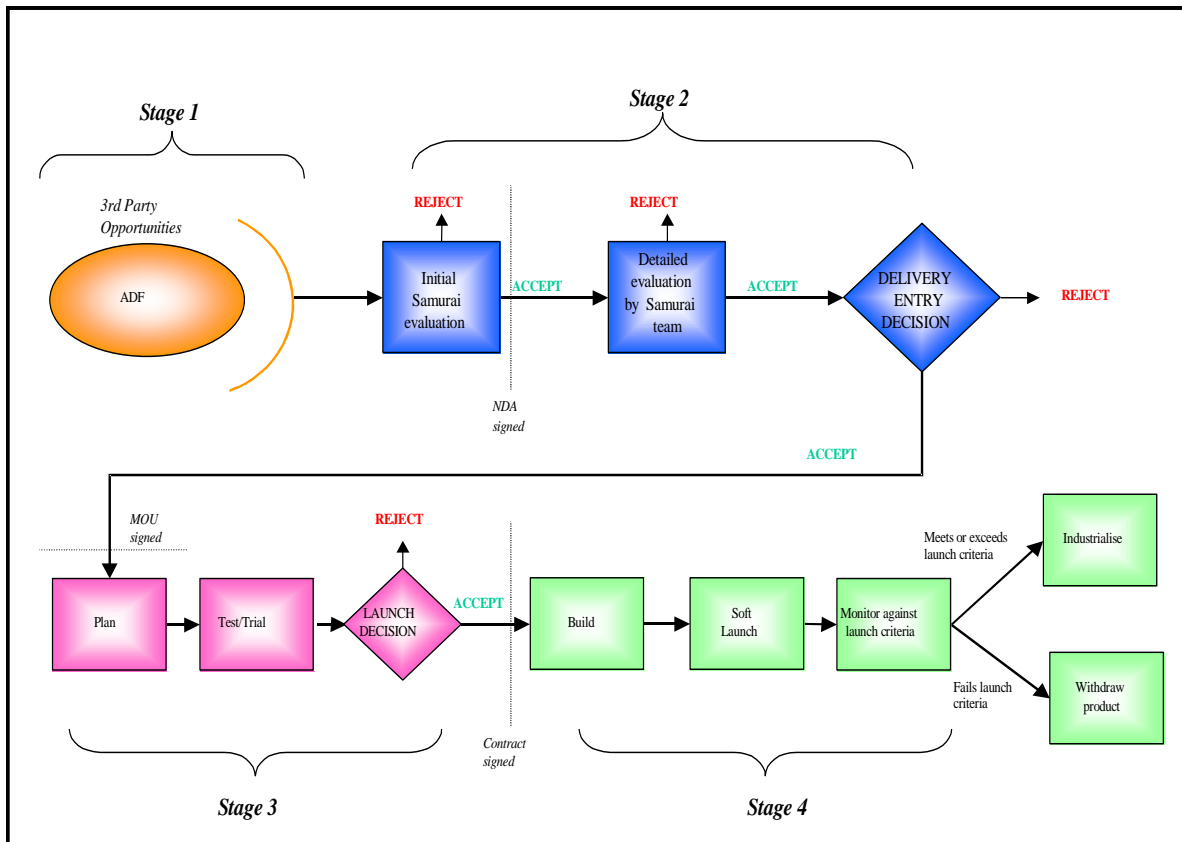 Stage 1
Stage 2
3rd Party
Opportunities
ADF
REJECT
Initial
Samurai
evaluation
ACCEPT
NDA
signed
REJECT
Detailed
evaluation
by Samurai
team
ACCEPT
DELIVERY
ENTRY
DECISION
REJECT
ACCEPT
MOU
signed
Plan
Test/Trial
REJECT
LAUNCH
DECISION
ACCEPT
Contract
signed
Build
Soft
Launch
Monitor against
launch criteria
Meets or exceeds
launch criteria
Industrialise
Fails launch
criteria
Withdraw
product
Stage 3
Stage 4